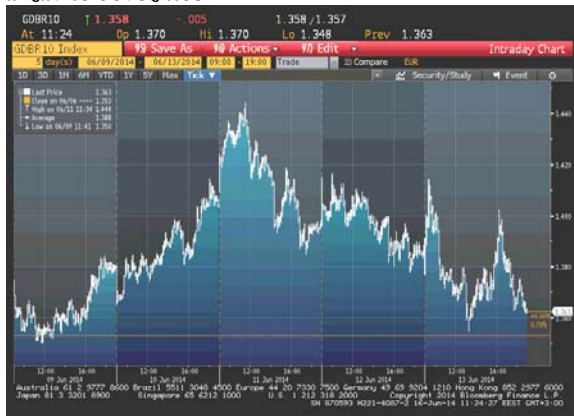 GDBR10 ↑ 1.358 -.005 1.358 /1.357
At 11:24 Op 1.370 Hi 1.370 Lo 1.348 Prev 1.363
GDBR10 Index 95) Save As 96) Actions 97) Edit Intraday Chart
5 day(s) 06/09/2014 - 06/13/2014 09:00 - 19:00 Trade Compare EUR
1D 3D 1M 6M YTD 1Y 5Y Max Tick ▼ Security/Study Event
Last Price 1.363
Close on 06/06 ---- 1.353
High on 06/11 11:34 1.444
Average 1.388
Low on 06/09 11:41 1.350
1.440
1.420
1.400
1.380
1.363
1.360
12:00 16:00 12:00 16:00 12:00 16:00 12:00 16:00 12:00 16:00
09 Jun 2014 10 Jun 2014 11 Jun 2014 12 Jun 2014 13 Jun 2014
Australia 61 2 9777 8600 Brazil 5511 3048 4500 Europe 44 20 7330 7500 Germany 49 69 9204 1210 Hong Kong 852 2977 6000
Japan 81 3 3201 8900 Singapore 65 6212 1000 U.S. 1 212 318 2000 Copyright 2014 Bloomberg Finance L.P.
SN 870593 H221-4087-2 16-Jun-14 11:24:27 EEST GMT+3:00